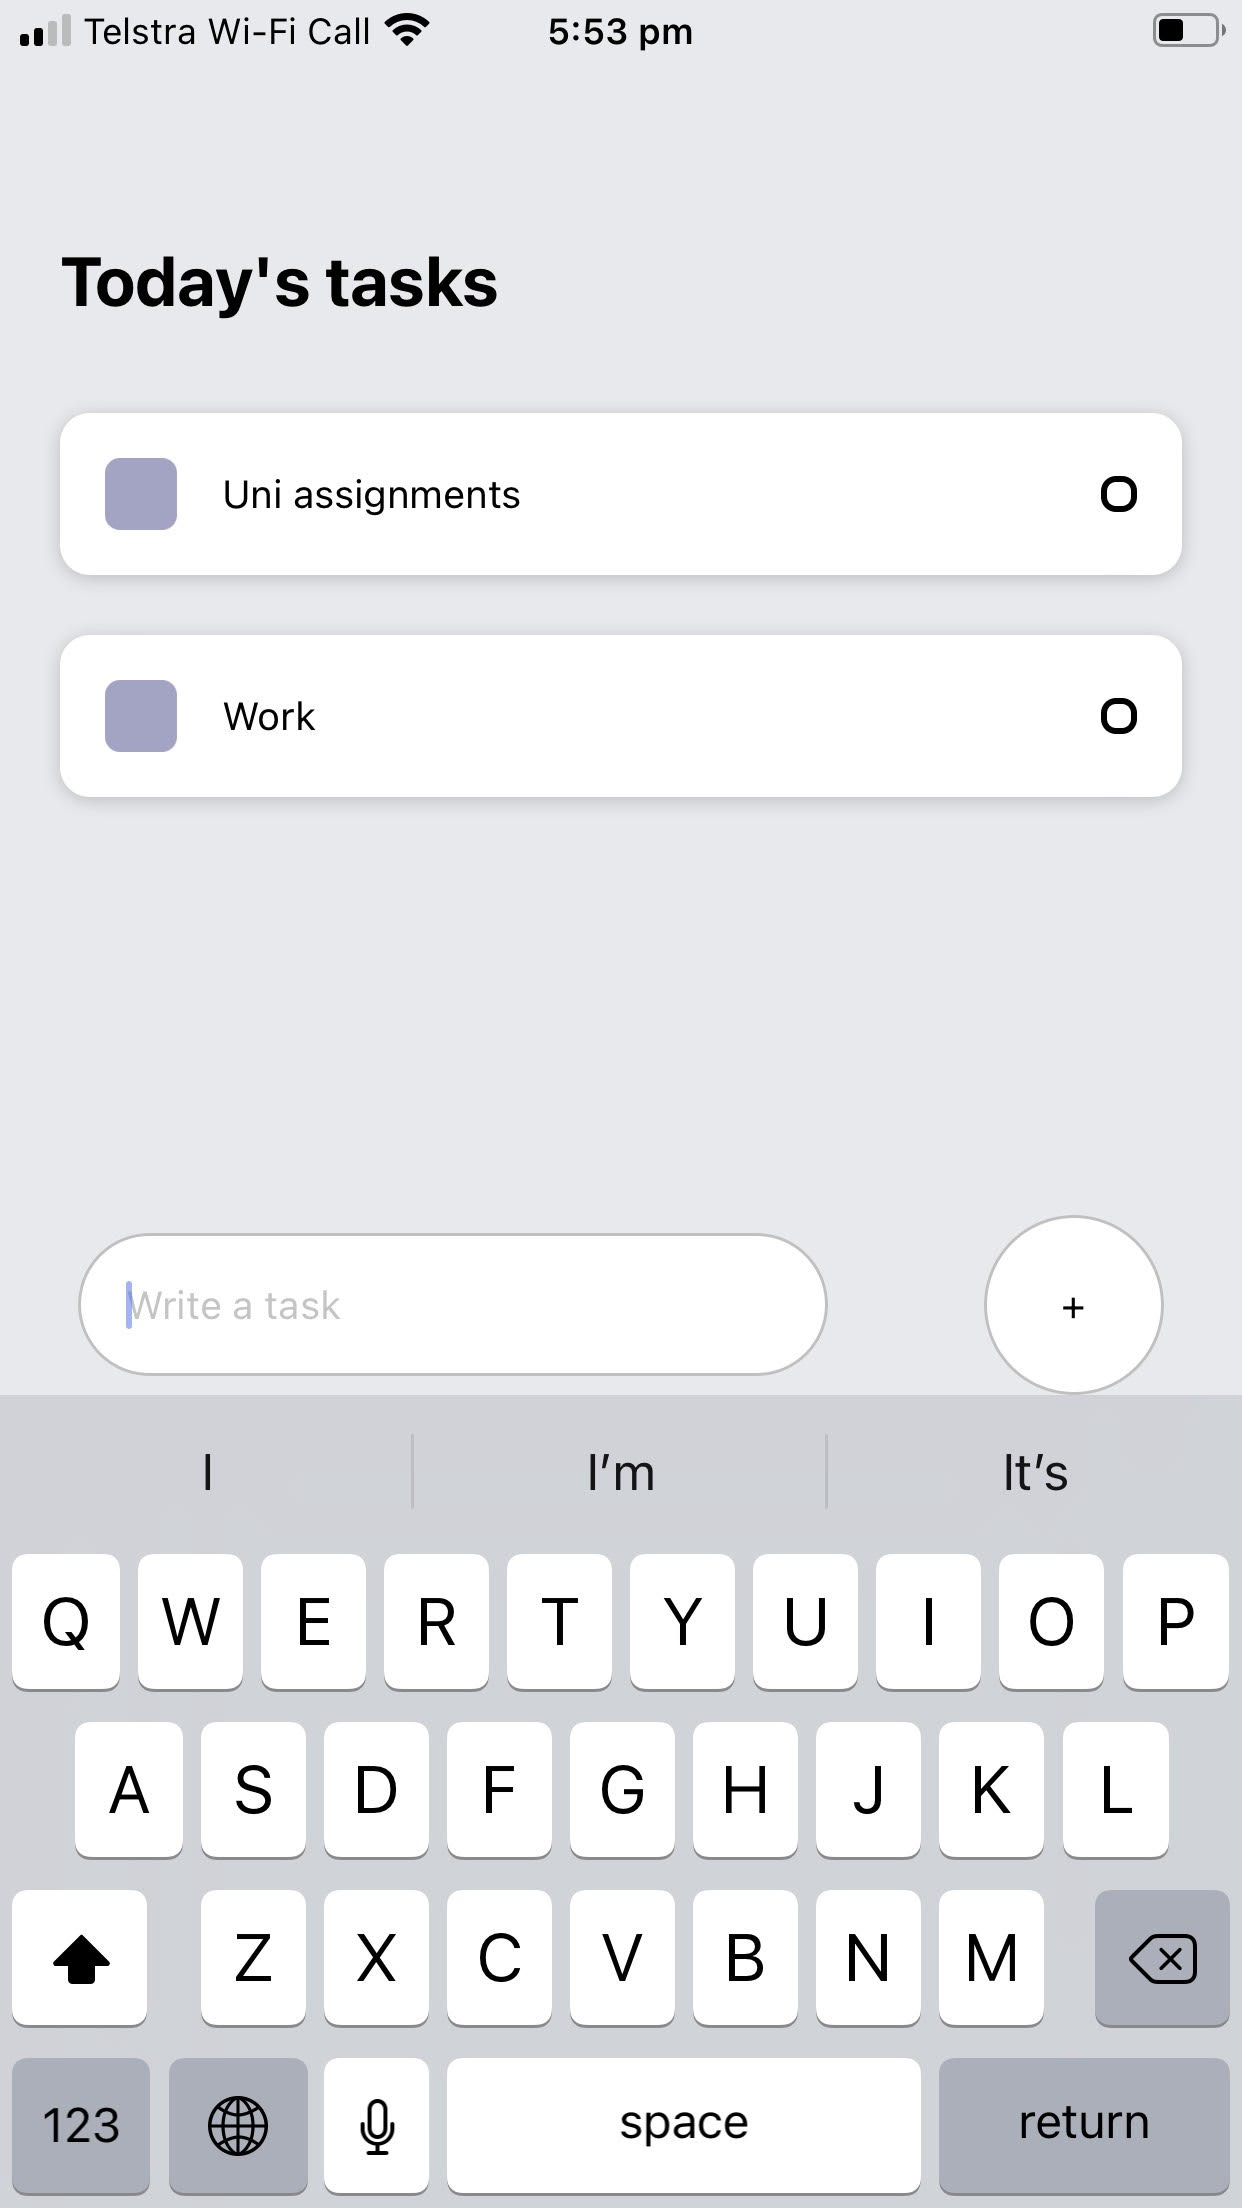 Telstra Wi-Fi Call 5:53 pm
Today's tasks
Uni assignments
Work
Write a task
+
I I’m It’s
Q W E R T Y U I O P
A S D F G H J K L
Z X C V B N M
123 space return